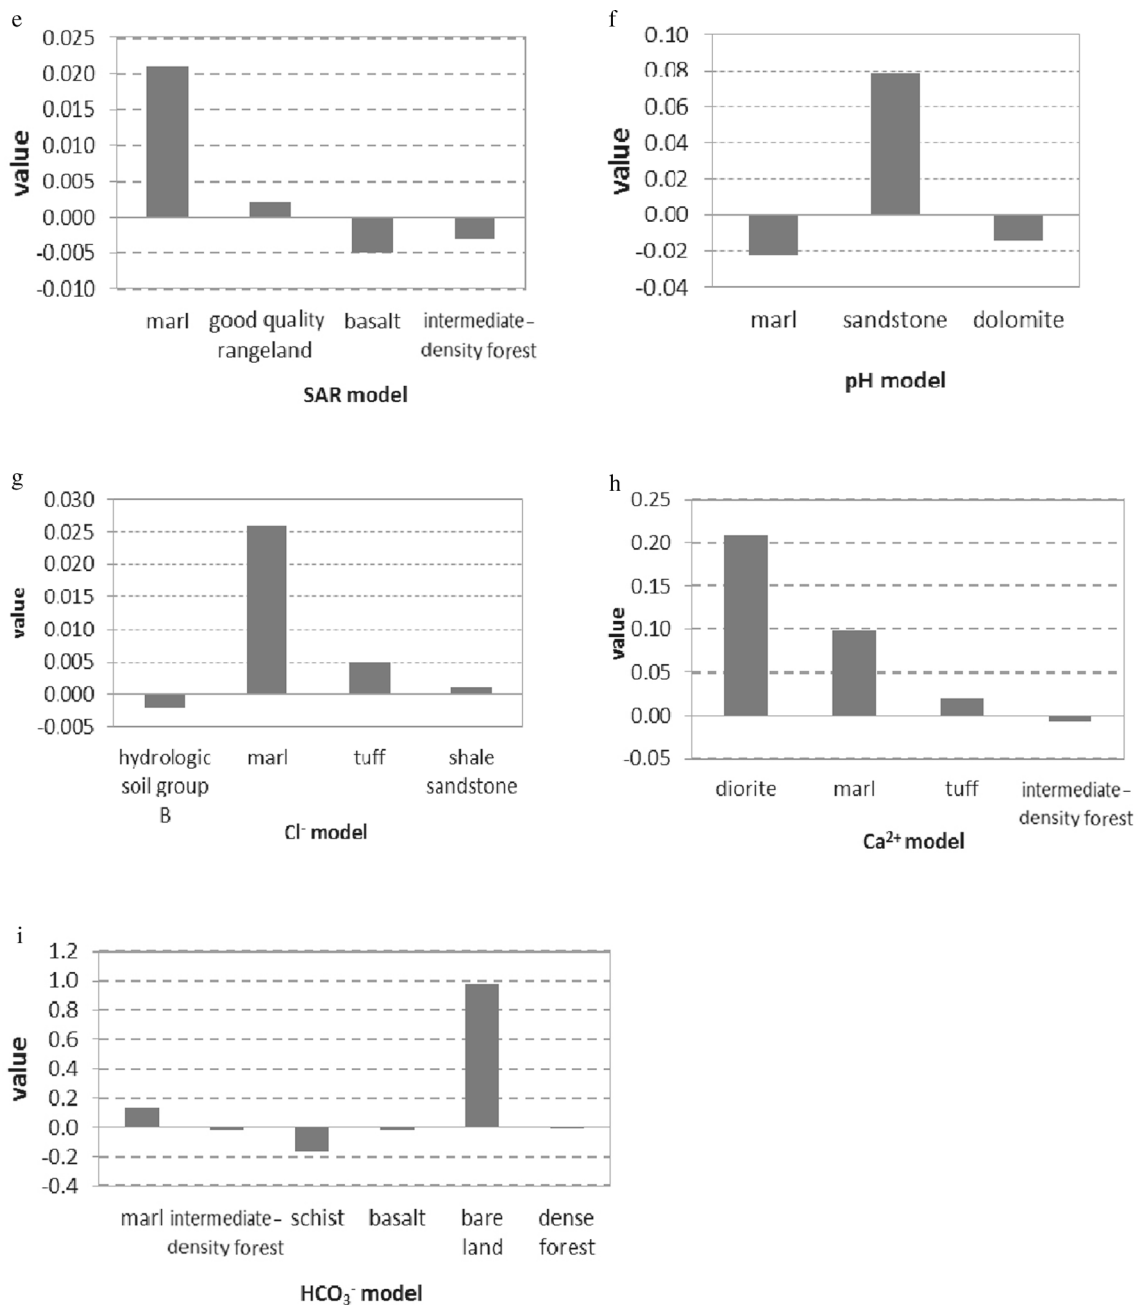 e
value
0.025
0.020
0.015
0.010
0.005
0.000
-0.005
-0.010
marl good quality basalt intermediate–
rangeland density forest
SAR model
f
value
0.10
0.08
0.06
0.04
0.02
0.00
-0.02
-0.04
marl sandstone dolomite
pH model
g
value
0.030
0.025
0.020
0.015
0.010
0.005
0.000
-0.005
hydrologic marl tuff shale
soil group sandstone
B
Cl⁻ model
h
value
0.25
0.20
0.15
0.10
0.05
0.00
-0.05
diorite marl tuff intermediate–
density forest
Ca²⁺ model
i
value
1.2
1.0
0.8
0.6
0.4
0.2
0.0
-0.2
-0.4
marl intermediate– schist basalt bare dense
density forest land forest
HCO₃⁻ model